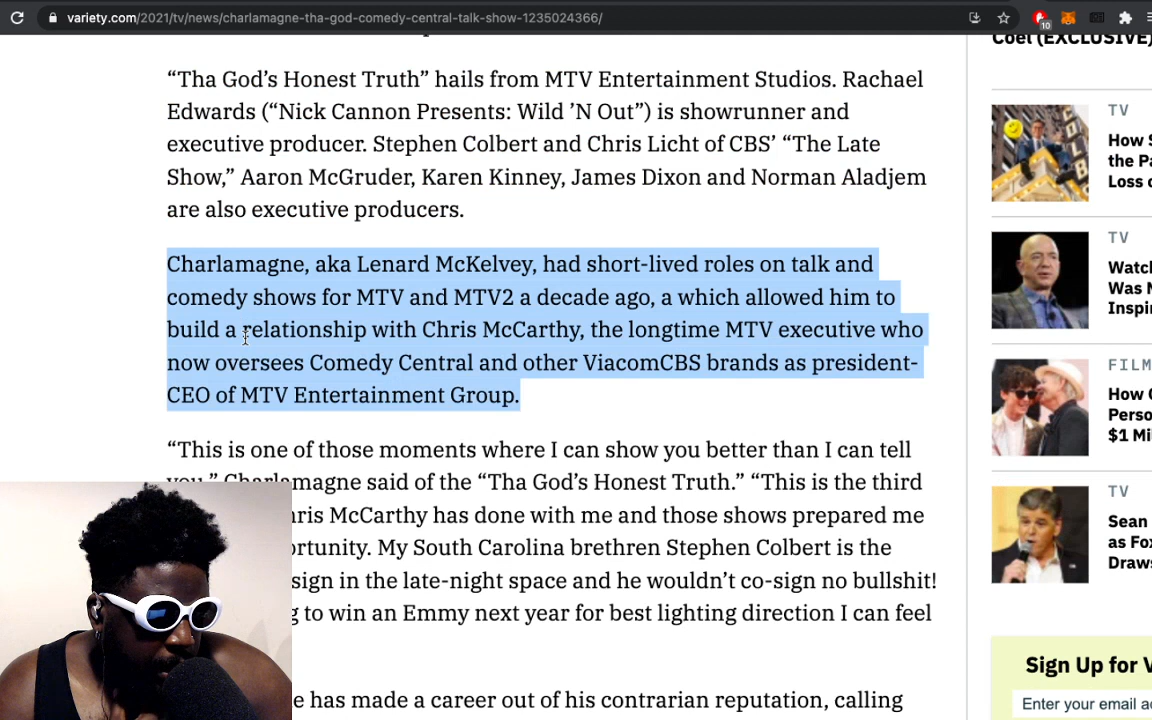 variety.com/2021/tv/news/charlamagne-tha-god-comedy-central-talk-show-1235024366/
10
Coel (EXCLUSIVE)
“Tha God’s Honest Truth” hails from MTV Entertainment Studios. Rachael
Edwards (“Nick Cannon Presents: Wild ’N Out”) is showrunner and
executive producer. Stephen Colbert and Chris Licht of CBS’ “The Late
Show,” Aaron McGruder, Karen Kinney, James Dixon and Norman Aladjem
are also executive producers.
Charlamagne, aka Lenard McKelvey, had short-lived roles on talk and
comedy shows for MTV and MTV2 a decade ago, a which allowed him to
build a relationship with Chris McCarthy, the longtime MTV executive who
now oversees Comedy Central and other ViacomCBS brands as president-
CEO of MTV Entertainment Group.
“This is one of those moments where I can show you better than I can tell
you,” Charlamagne said of the “Tha God’s Honest Truth.” “This is the third
hris McCarthy has done with me and those shows prepared me
ortunity. My South Carolina brethren Stephen Colbert is the
sign in the late-night space and he wouldn’t co-sign no bullshit!
g to win an Emmy next year for best lighting direction I can feel
e has made a career out of his contrarian reputation, calling
TV
How S
the Pa
Loss o
TV
Watch
Was M
Inspir
FILM
How C
Perso
$1 Mi
TV
Sean
as Fox
Draws
Sign Up for V
Enter your email ad